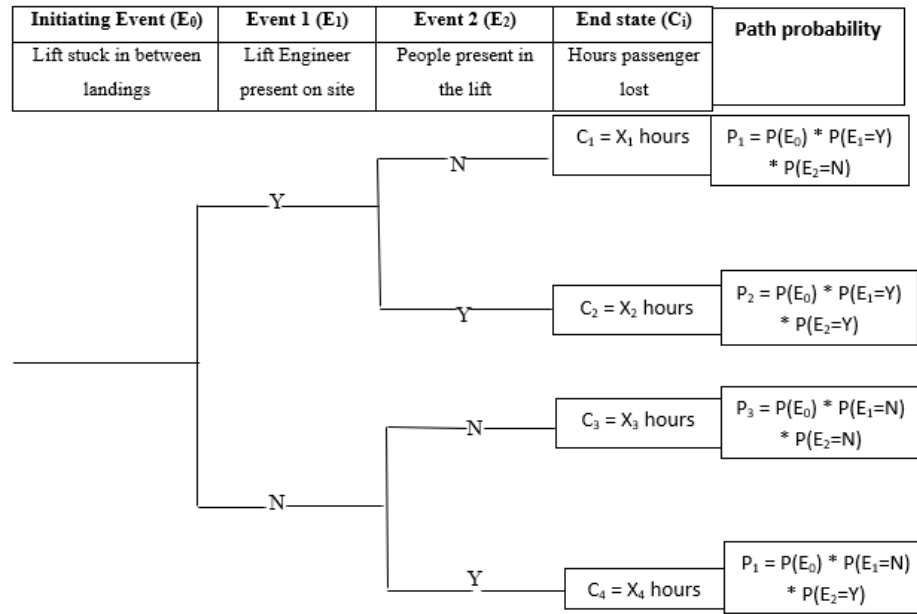 Initiating Event (E₀) Event 1 (E₁) Event 2 (E₂) End state (Cᵢ) Path probability
Lift stuck in between Lift Engineer People present in Hours passenger
landings present on site the lift lost
C₁ = X₁ hours P₁ = P(E₀) * P(E₁=Y)
* P(E₂=N)
N
Y
C₂ = X₂ hours P₂ = P(E₀) * P(E₁=Y)
* P(E₂=Y)
Y
C₃ = X₃ hours P₃ = P(E₀) * P(E₁=N)
* P(E₂=N)
N
N
Y
C₄ = X₄ hours P₁ = P(E₀) * P(E₁=N)
* P(E₂=Y)